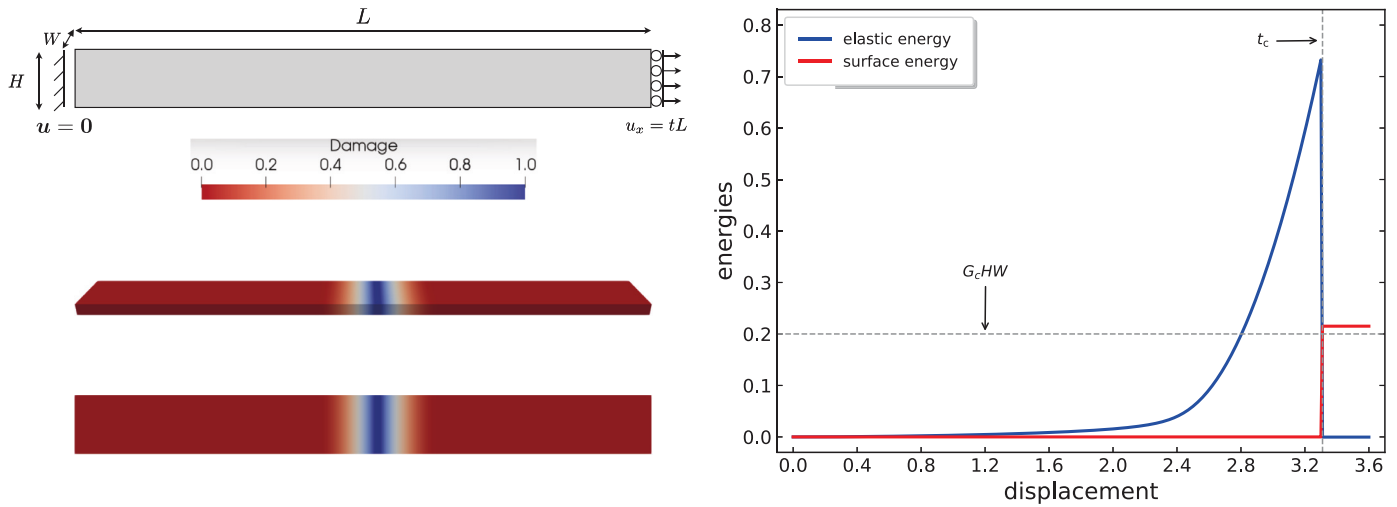 L
W
H
u = 0
u_x = tL
Damage
0.0 0.2 0.4 0.6 0.8 1.0
elastic energy
surface energy
t_c
G_cHW
energies
0.8
0.7
0.6
0.5
0.4
0.3
0.2
0.1
0.0
0.0 0.4 0.8 1.2 1.6 2.0 2.4 2.8 3.2 3.6
displacement